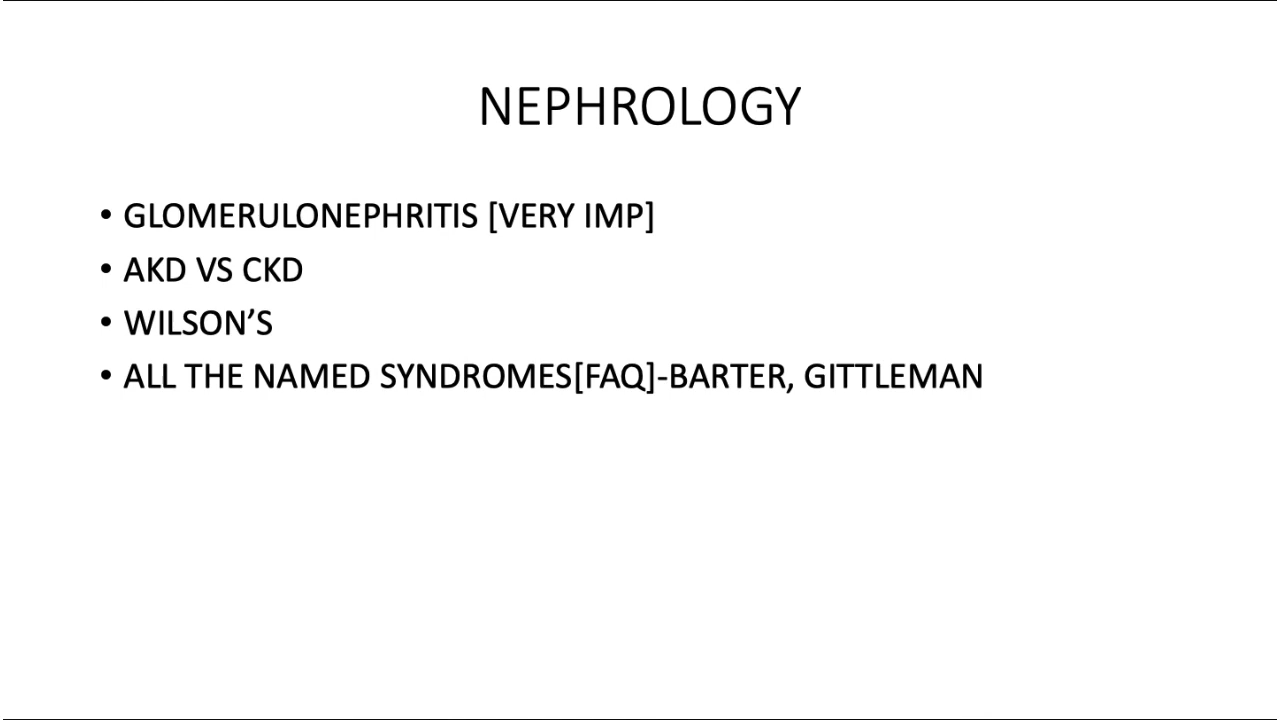 NEPHROLOGY
• GLOMERULONEPHRITIS [VERY IMP]
• AKD VS CKD
• WILSON’S
• ALL THE NAMED SYNDROMES[FAQ]-BARTER, GITTLEMAN